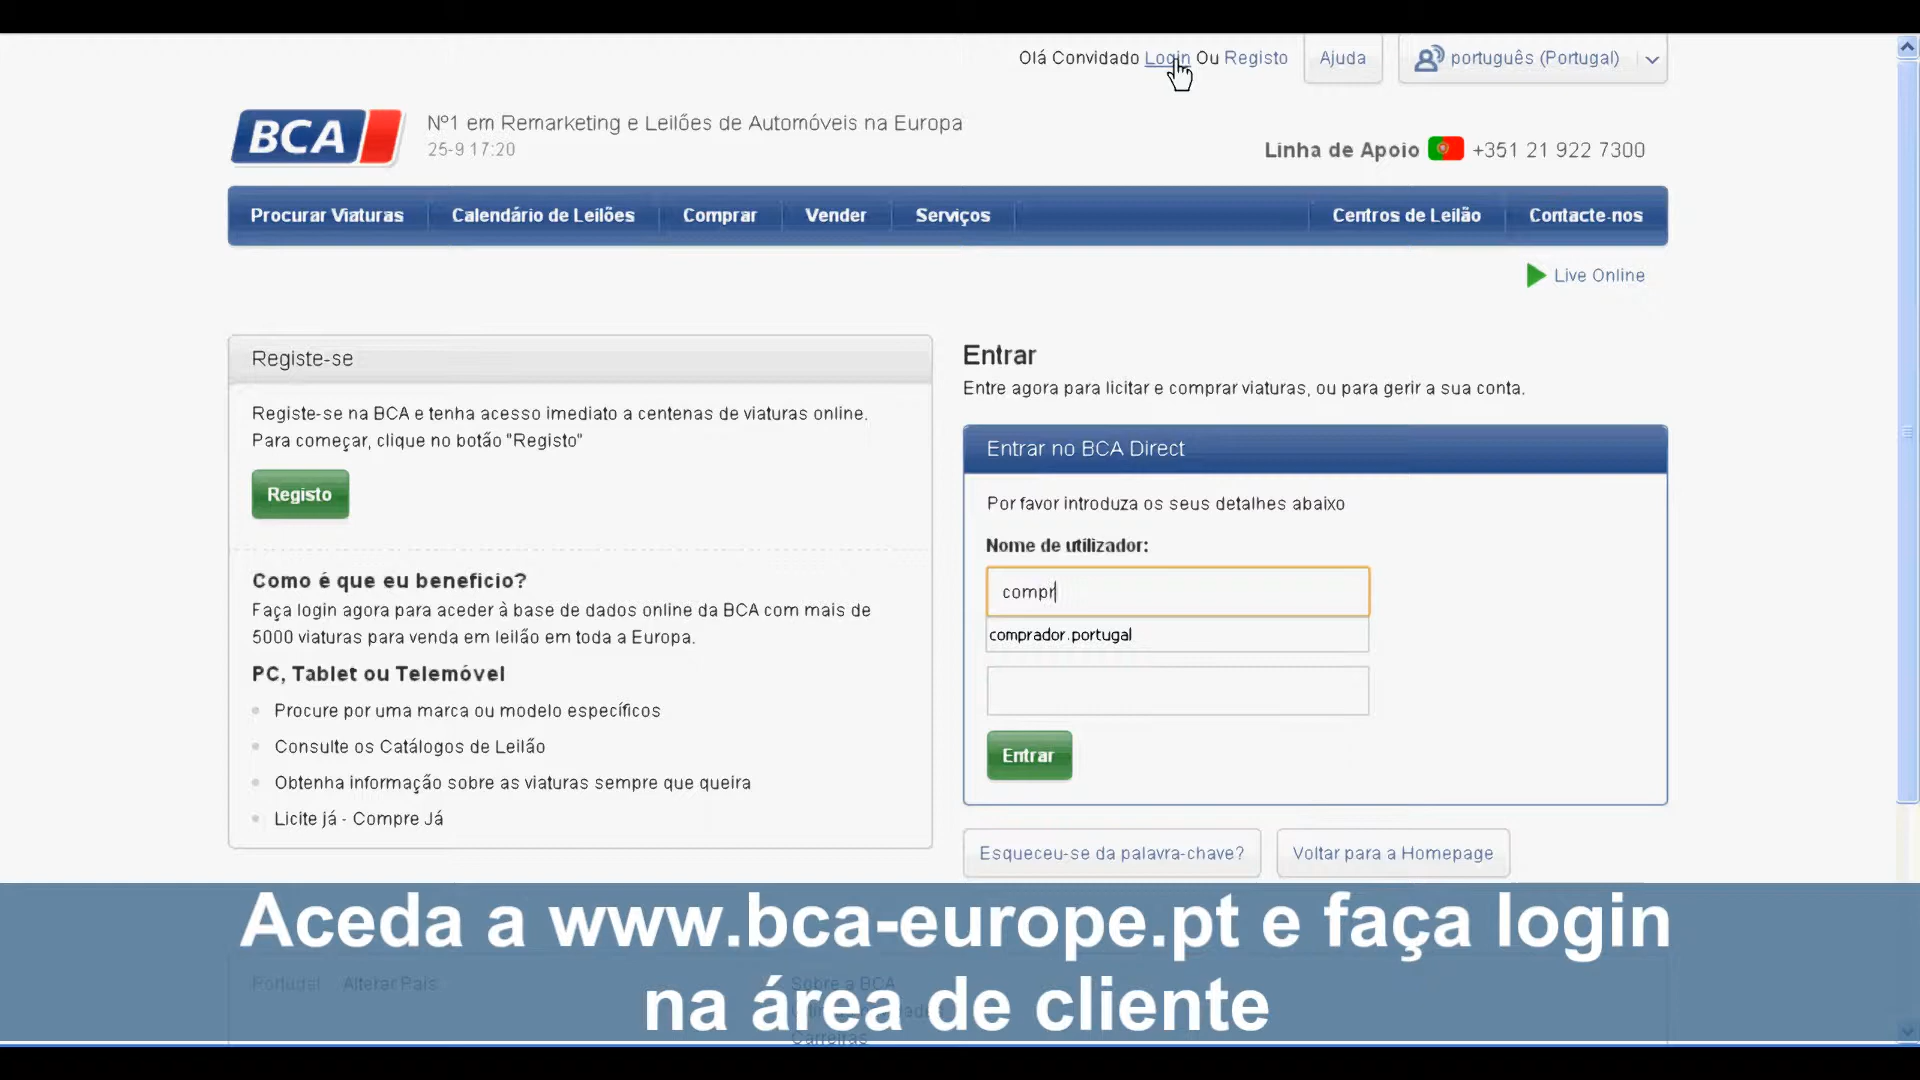 Olá Convidado Login Ou Registo
Ajuda
português (Portugal)
BCA
Nº1 em Remarketing e Leilões de Automóveis na Europa
25-9 17:20
Linha de Apoio +351 21 922 7300
Procurar Viaturas
Calendário de Leilões
Comprar
Vender
Serviços
Centros de Leilão
Contacte-nos
Live Online
Registe-se
Registe-se na BCA e tenha acesso imediato a centenas de viaturas online.
Para começar, clique no botão "Registo"
Registo
Como é que eu beneficio?
Faça login agora para aceder à base de dados online da BCA com mais de
5000 viaturas para venda em leilão em toda a Europa.
PC, Tablet ou Telemóvel
Procure por uma marca ou modelo específicos
Consulte os Catálogos de Leilão
Obtenha informação sobre as viaturas sempre que queira
Licite já - Compre Já
Entrar
Entre agora para licitar e comprar viaturas, ou para gerir a sua conta.
Entrar no BCA Direct
Por favor introduza os seus detalhes abaixo
Nome de utilizador:
compr
comprador.portugal
Entrar
Esqueceu-se da palavra-chave?
Voltar para a Homepage
Aceda a www.bca-europe.pt e faça login
na área de cliente
Portugal
Alterar País
Sobre a BCA
Carreiras